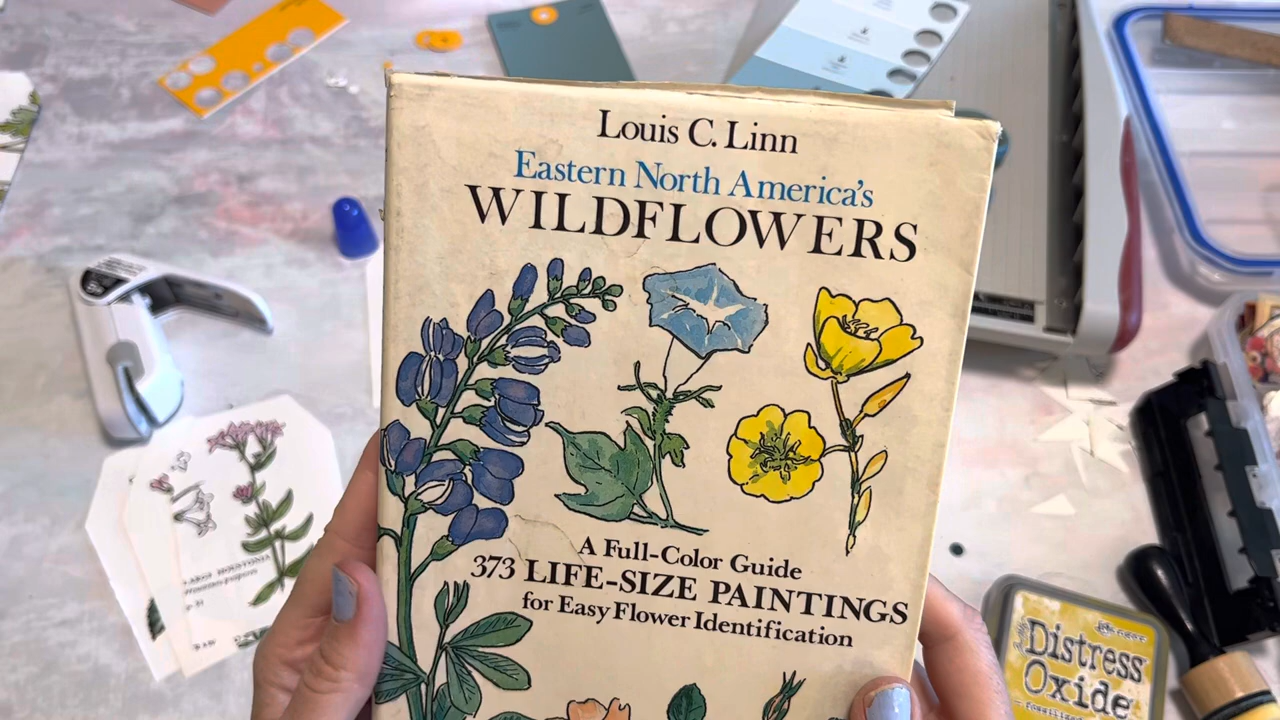 Louis C. Linn
Eastern North America's
WILDFLOWERS
A Full-Color Guide
373 LIFE-SIZE PAINTINGS
for Easy Flower Identification
Distress
Oxide